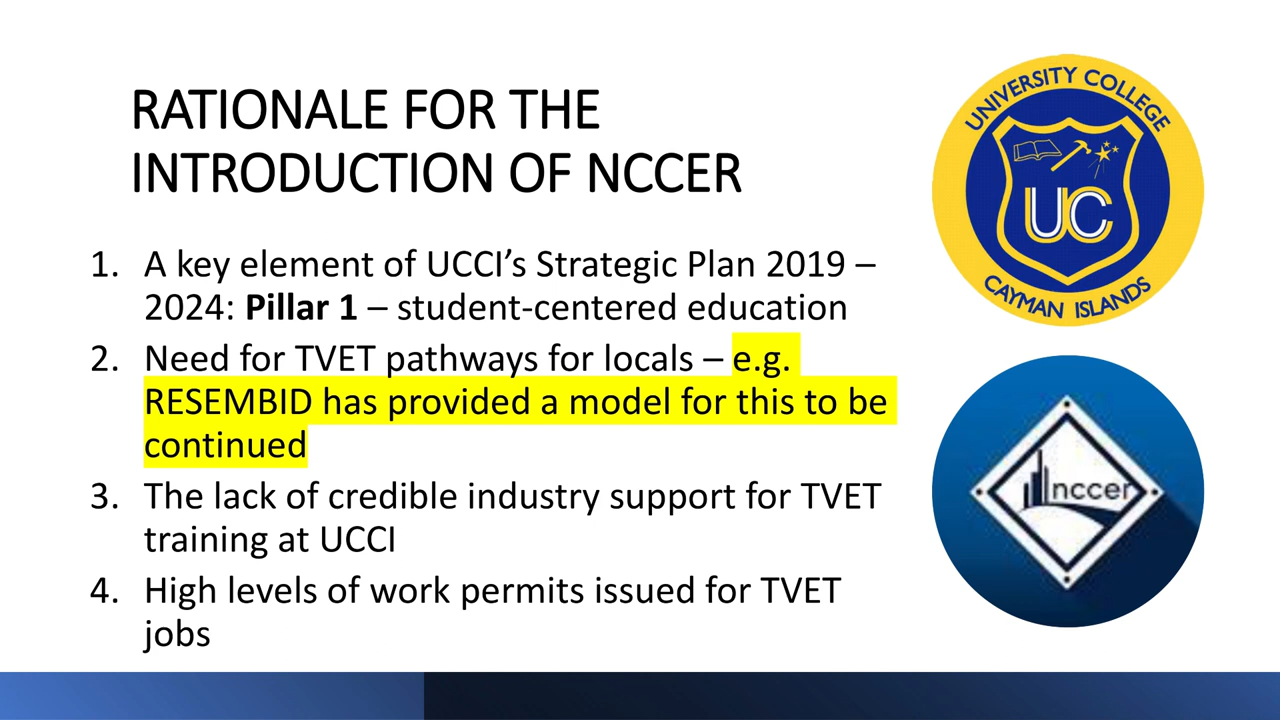 RATIONALE FOR THE
INTRODUCTION OF NCCER
1. A key element of UCCI’s Strategic Plan 2019 –
2024: Pillar 1 – student-centered education
2. Need for TVET pathways for locals – e.g.
RESEMBID has provided a model for this to be
continued
3. The lack of credible industry support for TVET
training at UCCI
4. High levels of work permits issued for TVET
jobs
UNIVERSITY COLLEGE
UC
CAYMAN ISLANDS
nccer